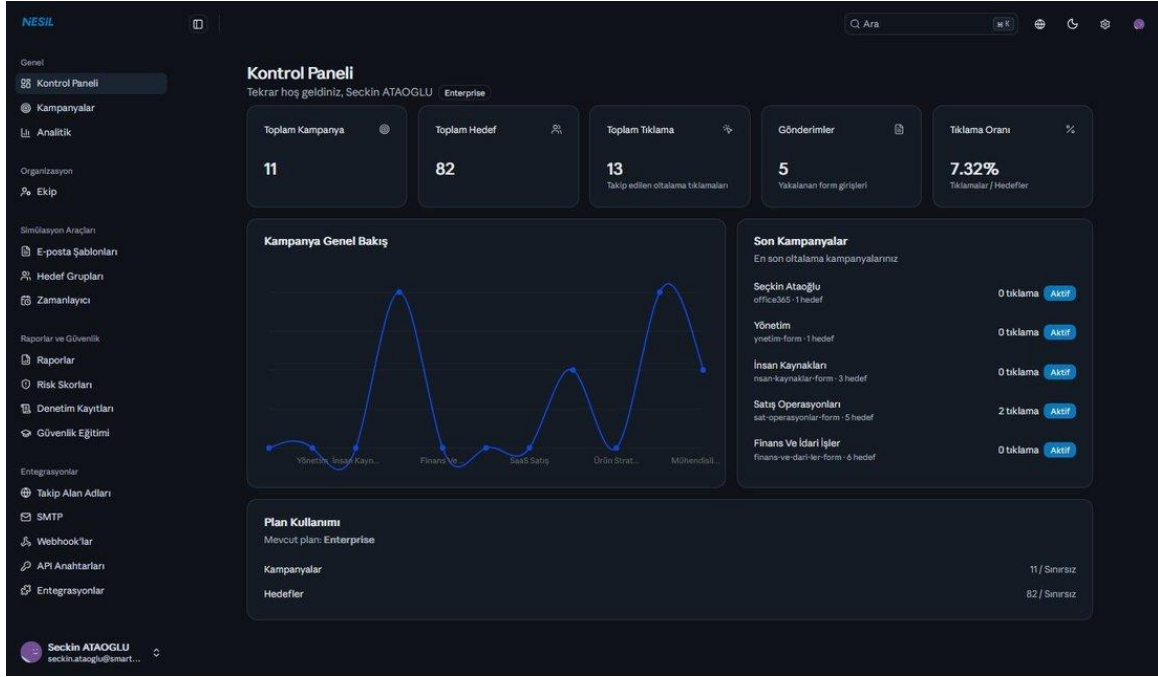 NESIL
Ara
⌘ K
Genel
Kontrol Paneli
Kampanyalar
Analitik
Organizasyon
Ekip
Simülasyon Araçları
E-posta Şablonları
Hedef Grupları
Zamanlayıcı
Raporlar ve Güvenlik
Raporlar
Risk Skorları
Denetim Kayıtları
Güvenlik Eğitimi
Entegrasyonlar
Takip Alan Adları
SMTP
Webhook'lar
API Anahtarları
Entegrasyonlar
Seckin ATAOGLU
seckin.ataoglu@smart...
Kontrol Paneli
Tekrar hoş geldiniz, Seckin ATAOGLU Enterprise
Toplam Kampanya
11
Toplam Hedef
82
Toplam Tıklama
13
Takip edilen oltalama tıklamaları
Gönderimler
5
Yakalanan form girişleri
Tıklama Oranı
7.32%
Tıklamalar / Hedefler
Kampanya Genel Bakış
Yönetim İnsan Kayn... Finans Ve ... SaaS Satış Ürün Strat... Mühendisli...
Son Kampanyalar
En son oltalama kampanyalarınız
Seçkin Ataoğlu
office365 · 1 hedef
0 tıklama Aktif
Yönetim
ynetim-form · 1 hedef
0 tıklama Aktif
İnsan Kaynakları
nsan-kaynaklar-form · 3 hedef
0 tıklama Aktif
Satış Operasyonları
sat-operasyonlar-form · 5 hedef
2 tıklama Aktif
Finans Ve İdari İşler
finans-ve-dari-ler-form · 6 hedef
0 tıklama Aktif
Plan Kullanımı
Mevcut plan: Enterprise
Kampanyalar 11 / Sınırsız
Hedefler 82 / Sınırsız